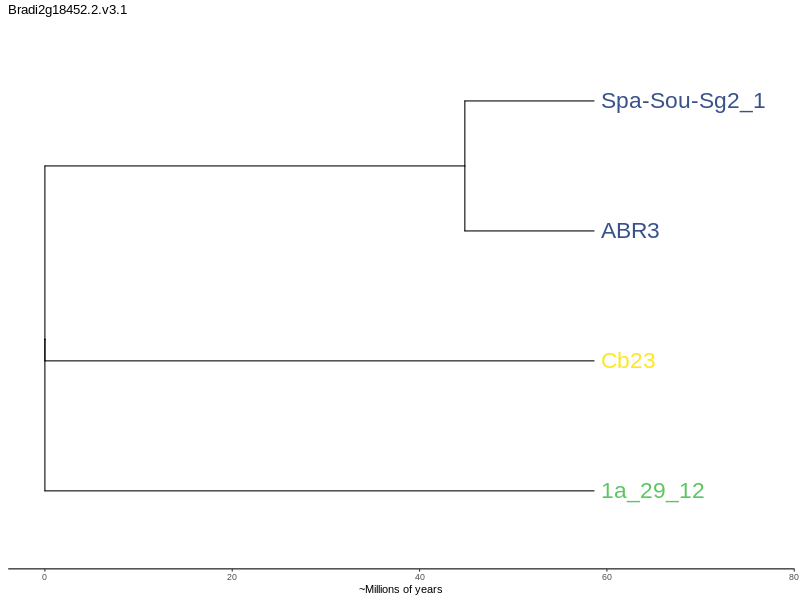 Bradi2g18452.2.v3.1
Spa-Sou-Sg2_1
ABR3
Cb23
1a_29_12
0 20 40 60 80
~Millions of years